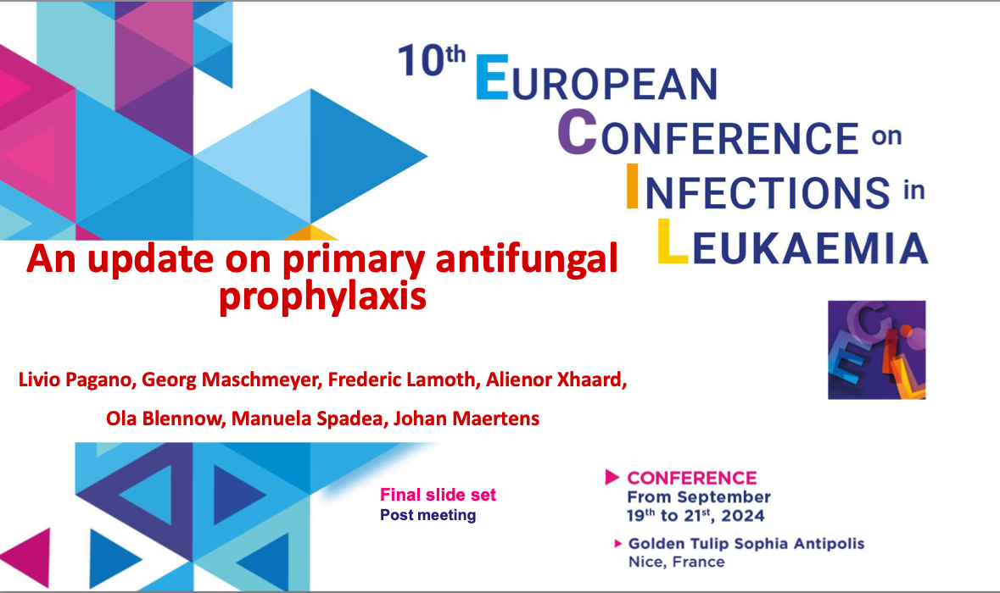 10th EUROPEAN
CONFERENCE on
INFECTIONS in
LEUKAEMIA
An update on primary antifungal
prophylaxis
Livio Pagano, Georg Maschmeyer, Frederic Lamoth, Alienor Xhaard,
Ola Blennow, Manuela Spadea, Johan Maertens
CEIL
Final slide set
Post meeting
CONFERENCE
From September
19th to 21st, 2024
Golden Tulip Sophia Antipolis
Nice, France